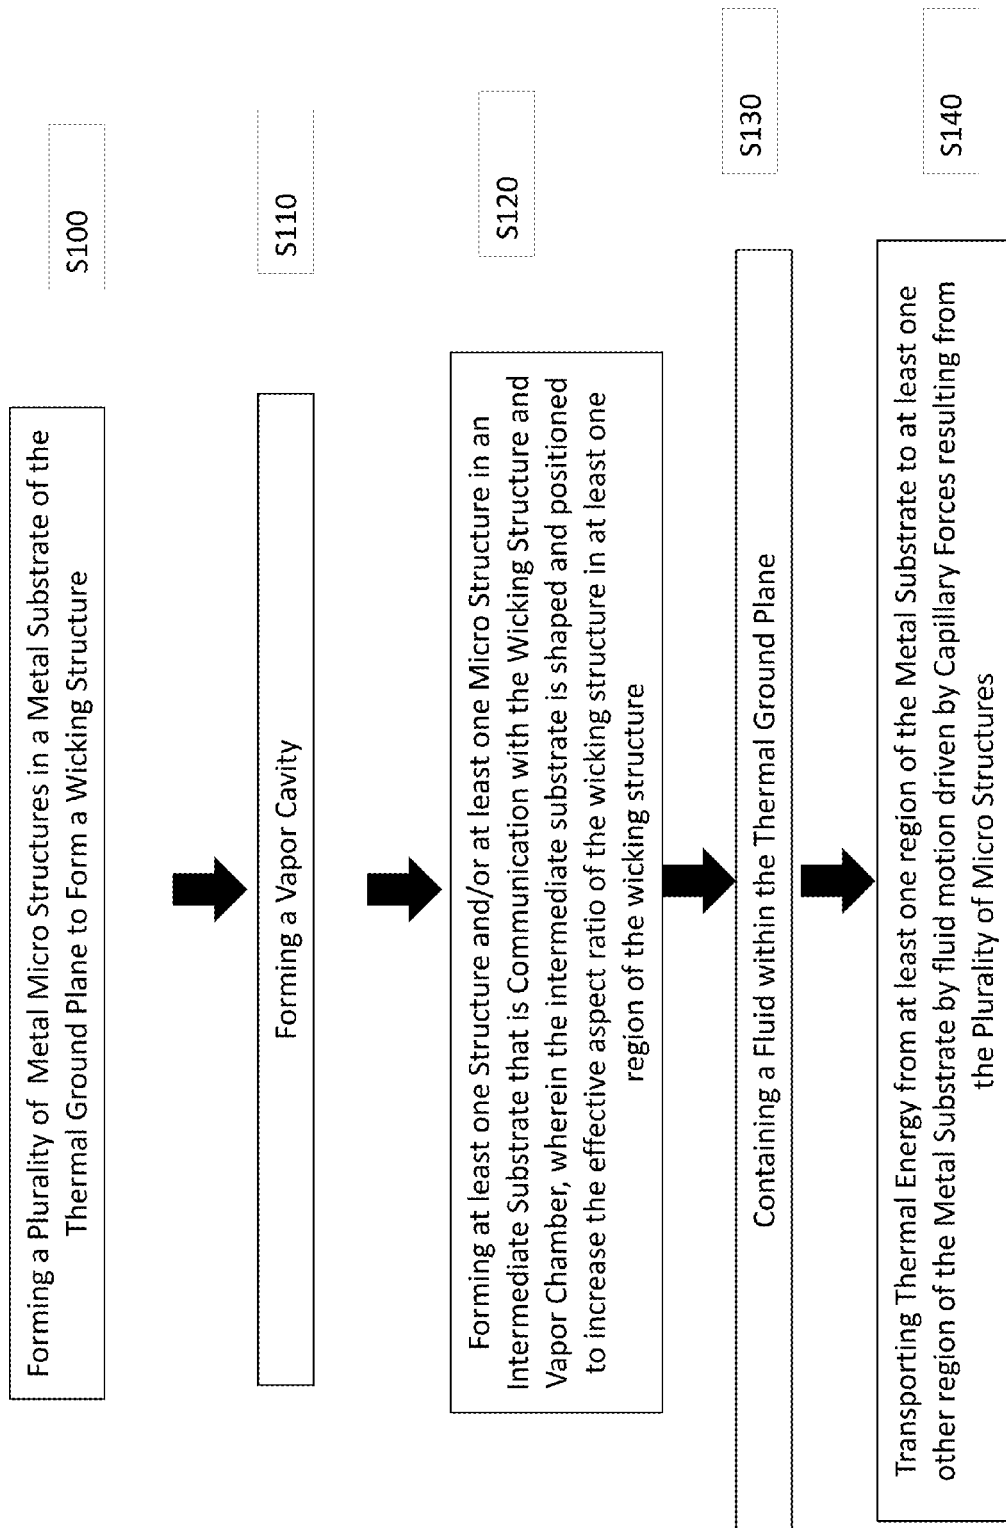 Forming a Plurality of Metal Micro Structures in a Metal Substrate of the
Thermal Ground Plane to Form a Wicking Structure
S100
Forming a Vapor Cavity
S110
Forming at least one Structure and/or at least one Micro Structure in an
Intermediate Substrate that is Communication with the Wicking Structure and
Vapor Chamber, wherein the intermediate substrate is shaped and positioned
to increase the effective aspect ratio of the wicking structure in at least one
region of the wicking structure
S120
Containing a Fluid within the Thermal Ground Plane
S130
Transporting Thermal Energy from at least one region of the Metal Substrate to at least one
other region of the Metal Substrate by fluid motion driven by Capillary Forces resulting from
the Plurality of Micro Structures
S140